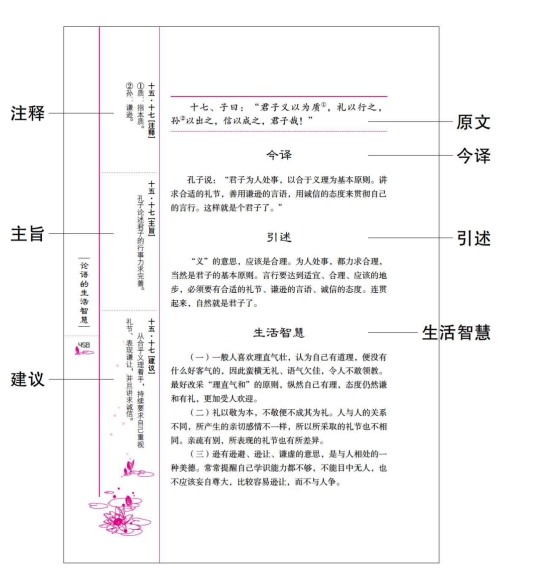 注释
主旨
建议
原文
今译
引述
生活智慧
十七、子曰：“君子义以为质①，礼以行之，
孙②以出之，信以成之，君子哉！”
今译
孔子说：“君子为人处事，以合于义理为基本原则。讲
求合适的礼节，善用谦逊的言语，用诚信的态度来贯彻自己
的言行。这样就是个君子了。”
引述
“义”的意思，应该是合理。为人处事，都力求合理，
当然是君子的基本原则。言行要达到适宜、合理、应该的地
步，必须要有合适的礼节、谦逊的言语、诚信的态度。连贯
起来，自然就是君子了。
生活智慧
（一）一般人喜欢理直气壮，认为自己有道理，便没有
什么好客气的，因此蛮横无礼、语气欠佳，令人不敢领教。
最好改采“理直气和”的原则，纵然自己有理，态度仍然谦
和有礼，更加受人欢迎。
（二）礼以敬为本，不敬便不成其为礼。人与人的关系
不同，所产生的亲切感情不一样，所以所采取的礼节也不相
同。亲疏有别，所表现的礼节也有所差异。
（三）逊有逊避、逊让、谦虚的意思，是与人相处的一
种美德。常常提醒自己学识能力都不够，不能目中无人，也
不应该妄自尊大，比较容易逊让，而不与人争。
十五·十七[注释]
①质：指本质。
②孙：谦逊。
十五·十七[主旨]
孔子论述君子的行事力求完善。
十五·十七[建议]
从合乎义理着手，持续要求自己重视
礼节、表现谦让，并且讲求诚信。
论语的生活智慧
458